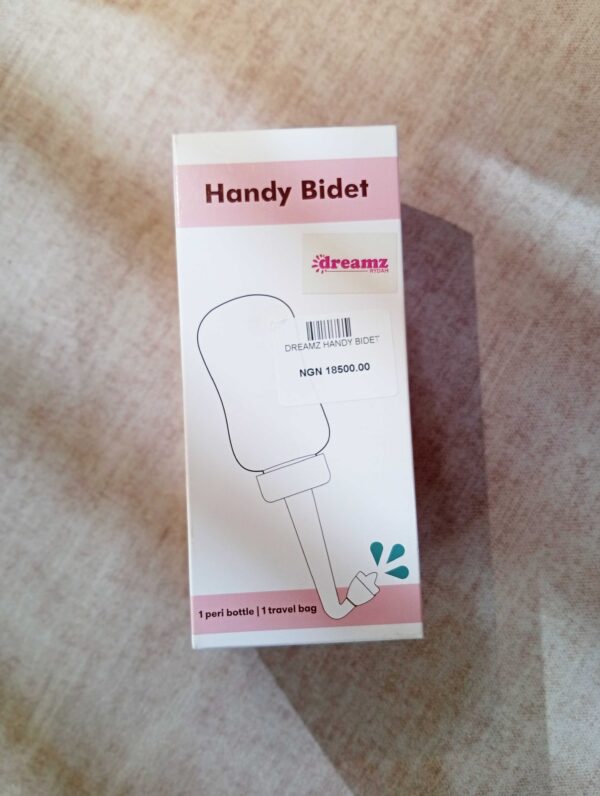 Handy Bidet
dreamz
RYDAH
DREAMZ HANDY BIDET
NGN 18500.00
1 peri bottle | 1 travel bag